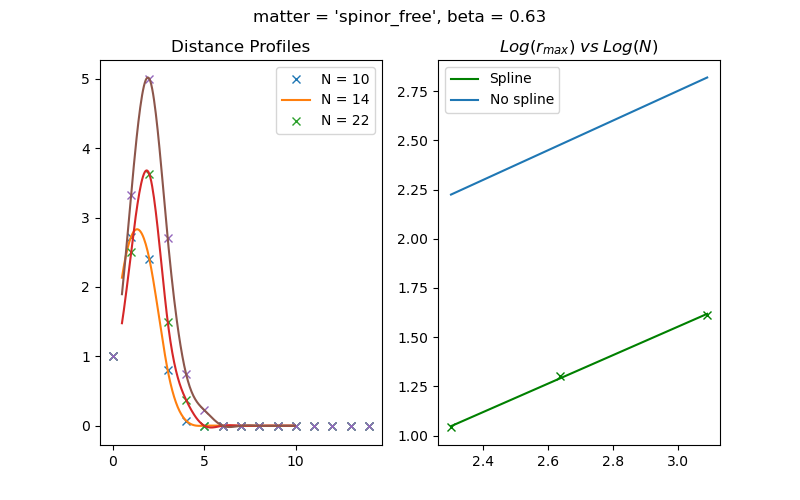 matter = 'spinor_free', beta = 0.63
Distance Profiles
N = 10
N = 14
N = 22
5
4
3
2
1
0
0
5
10
Log(r_max) vs Log(N)
Spline
No spline
2.75
2.50
2.25
2.00
1.75
1.50
1.25
1.00
2.4
2.6
2.8
3.0